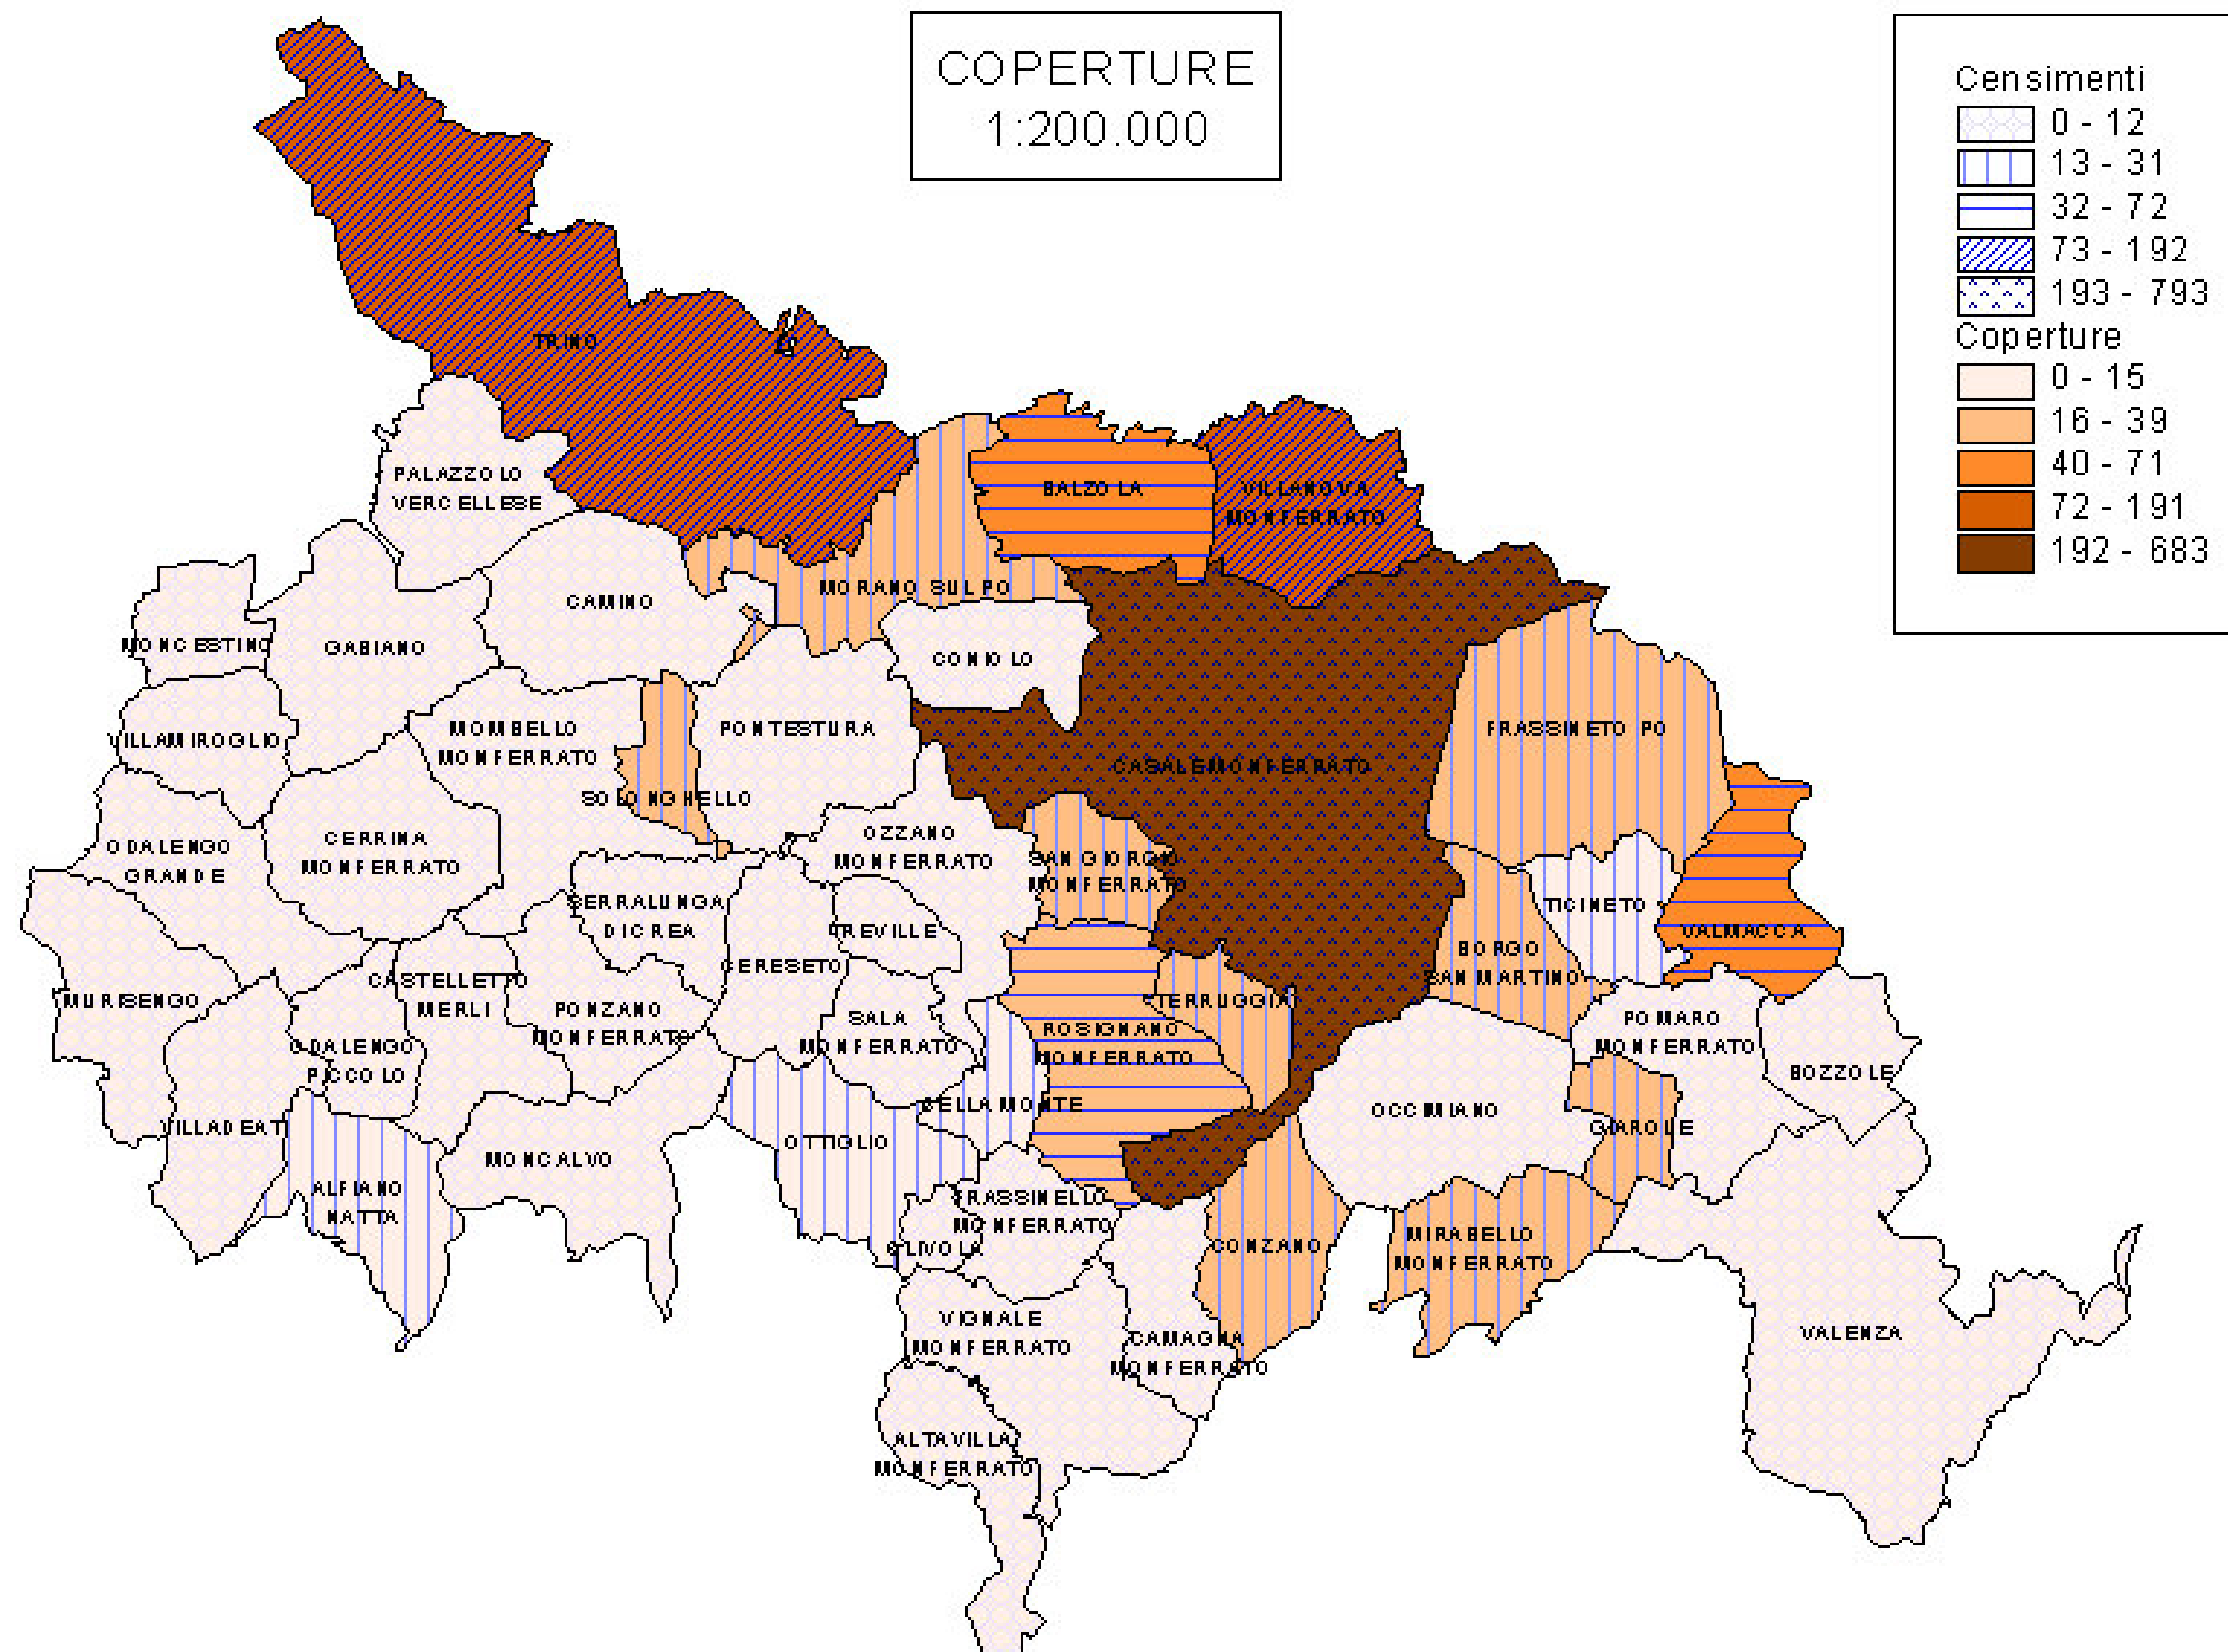 COPERTURE
1:200.000
Censimenti
0 - 12
13 - 31
32 - 72
73 - 192
193 - 793
Coperture
0 - 15
16 - 39
40 - 71
72 - 191
192 - 683
TRINO
PALAZZOLO
VERCELLESE
BALZOLA
VILLANOVA
MONFERRATO
MORANO SUL PO
CAMINO
MONCESTINO
GABIANO
CONIOLO
VILLAMIROGLIO
MOMBELLO
MONFERRATO
PONTESTURA
FRASSINETO PO
CASALE MONFERRATO
SOLONGHELLO
ODALENGO
GRANDE
CERRINA
MONFERRATO
OZZANO
MONFERRATO
SAN GIORGIO
MONFERRATO
SERRALUNGA
DI CREA
TREVILLE
TICINETO
VALMACCA
BORGO
SAN MARTINO
CERESETO
CASTELLETTO
MERLI
MURISENGO
PONZANO
MONFERRATO
SALA
MONFERRATO
TERRUGGIA
ROSIGNANO
MONFERRATO
POMARO
MONFERRATO
BOZZOLE
ODALENGO
PICCOLO
CELLA MONTE
OCCIMIANO
GIAROLE
VILLADEATI
OTTIGLIO
MONCALVO
ALFIANO
NATTA
FRASSINELLO
MONFERRATO
OLIVOLA
CONZANO
MIRABELLO
MONFERRATO
VIGNALE
MONFERRATO
CAMAGNA
MONFERRATO
VALENZA
ALTAVILLA
MONFERRATO